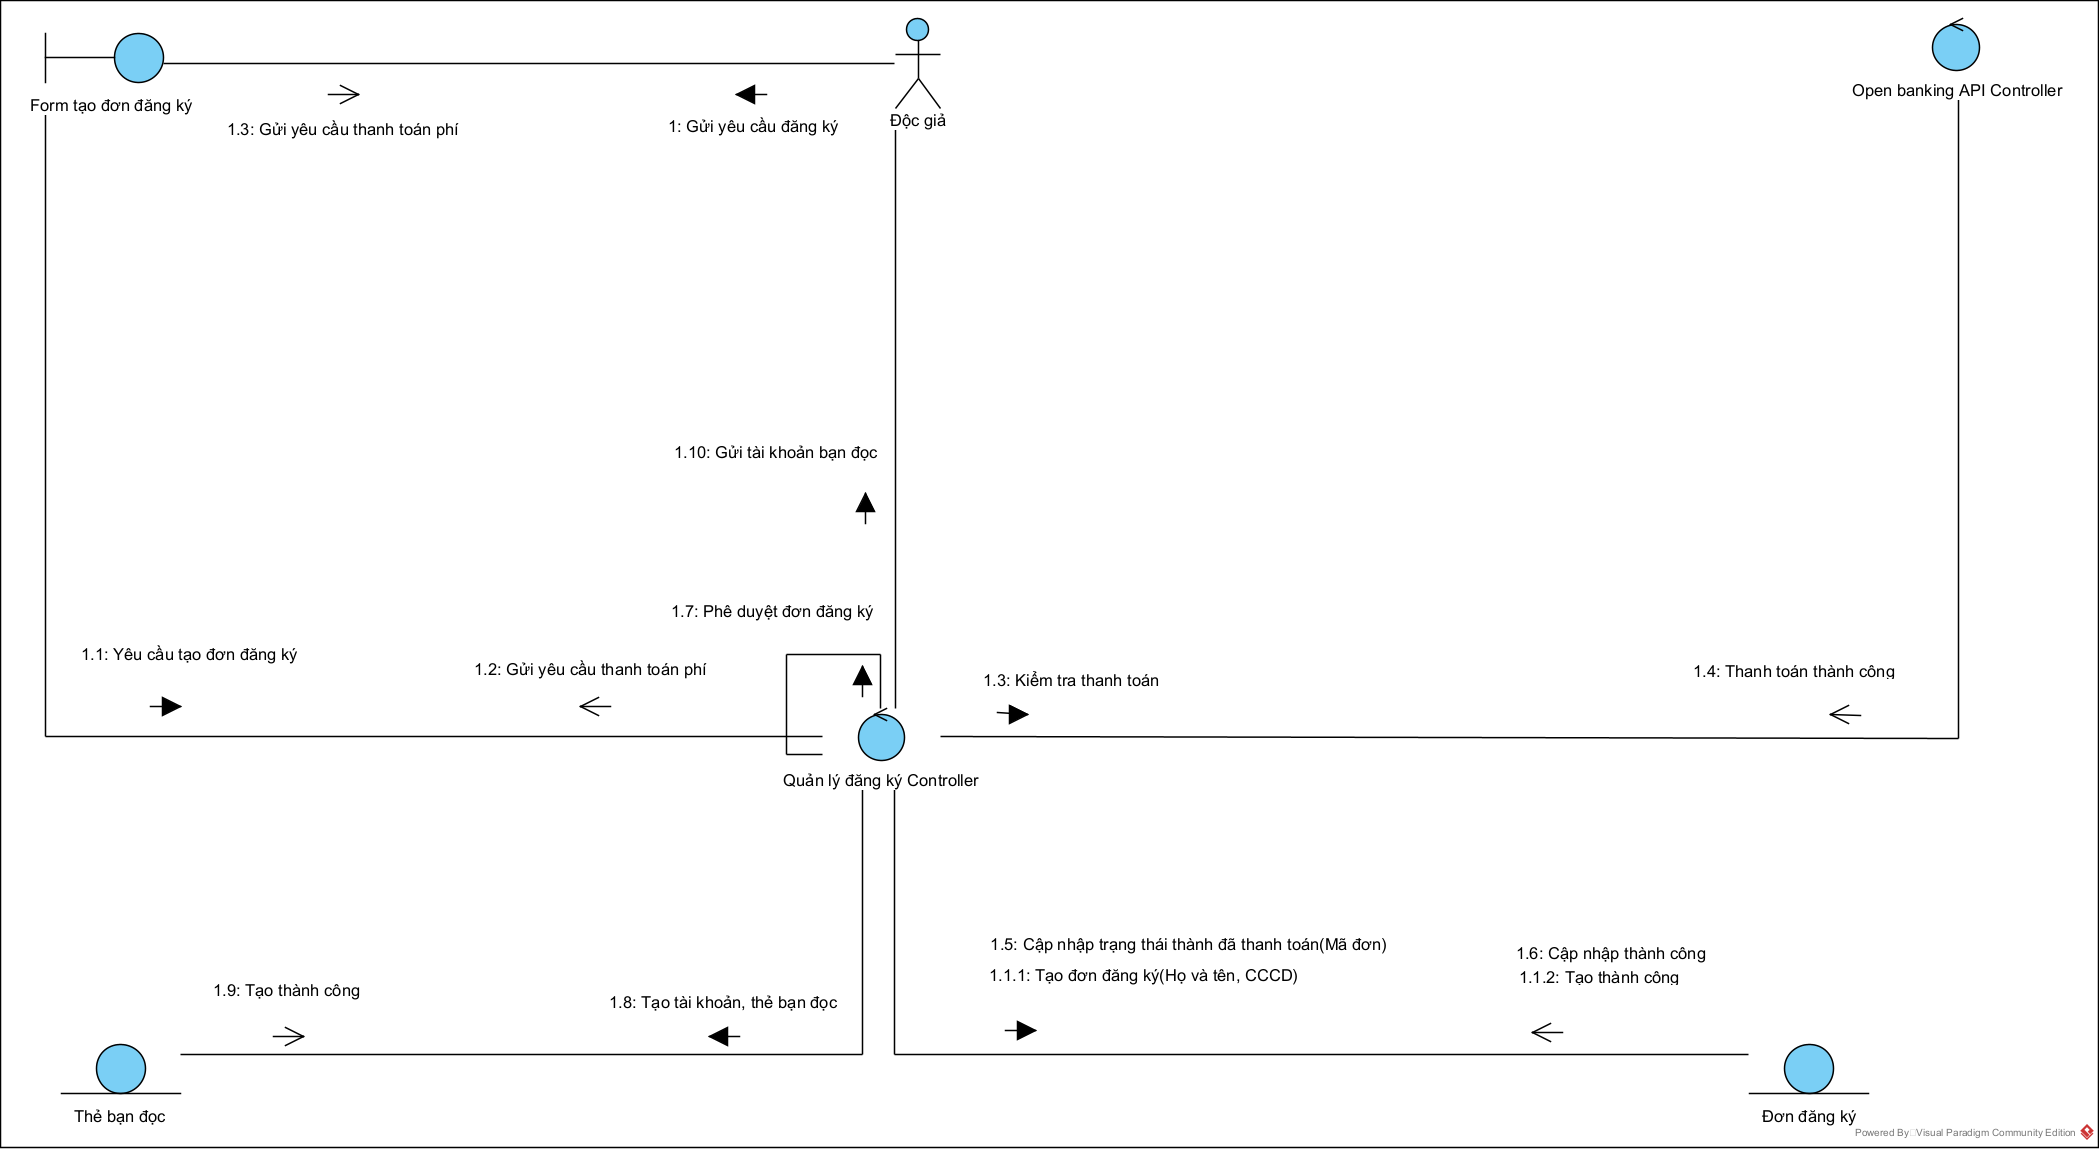 Form tạo đơn đăng ký
Độc giả
Open banking API Controller
1.3: Gửi yêu cầu thanh toán phí
1: Gửi yêu cầu đăng ký
1.10: Gửi tài khoản bạn đọc
1.7: Phê duyệt đơn đăng ký
1.1: Yêu cầu tạo đơn đăng ký
1.2: Gửi yêu cầu thanh toán phí
1.3: Kiểm tra thanh toán
1.4: Thanh toán thành công
Quản lý đăng ký Controller
1.5: Cập nhập trạng thái thành đã thanh toán(Mã đơn)
1.6: Cập nhập thành công
1.1.1: Tạo đơn đăng ký(Họ và tên, CCCD)
1.1.2: Tạo thành công
1.9: Tạo thành công
1.8: Tạo tài khoản, thẻ bạn đọc
Thẻ bạn đọc
Đơn đăng ký
Powered By Visual Paradigm Community Edition